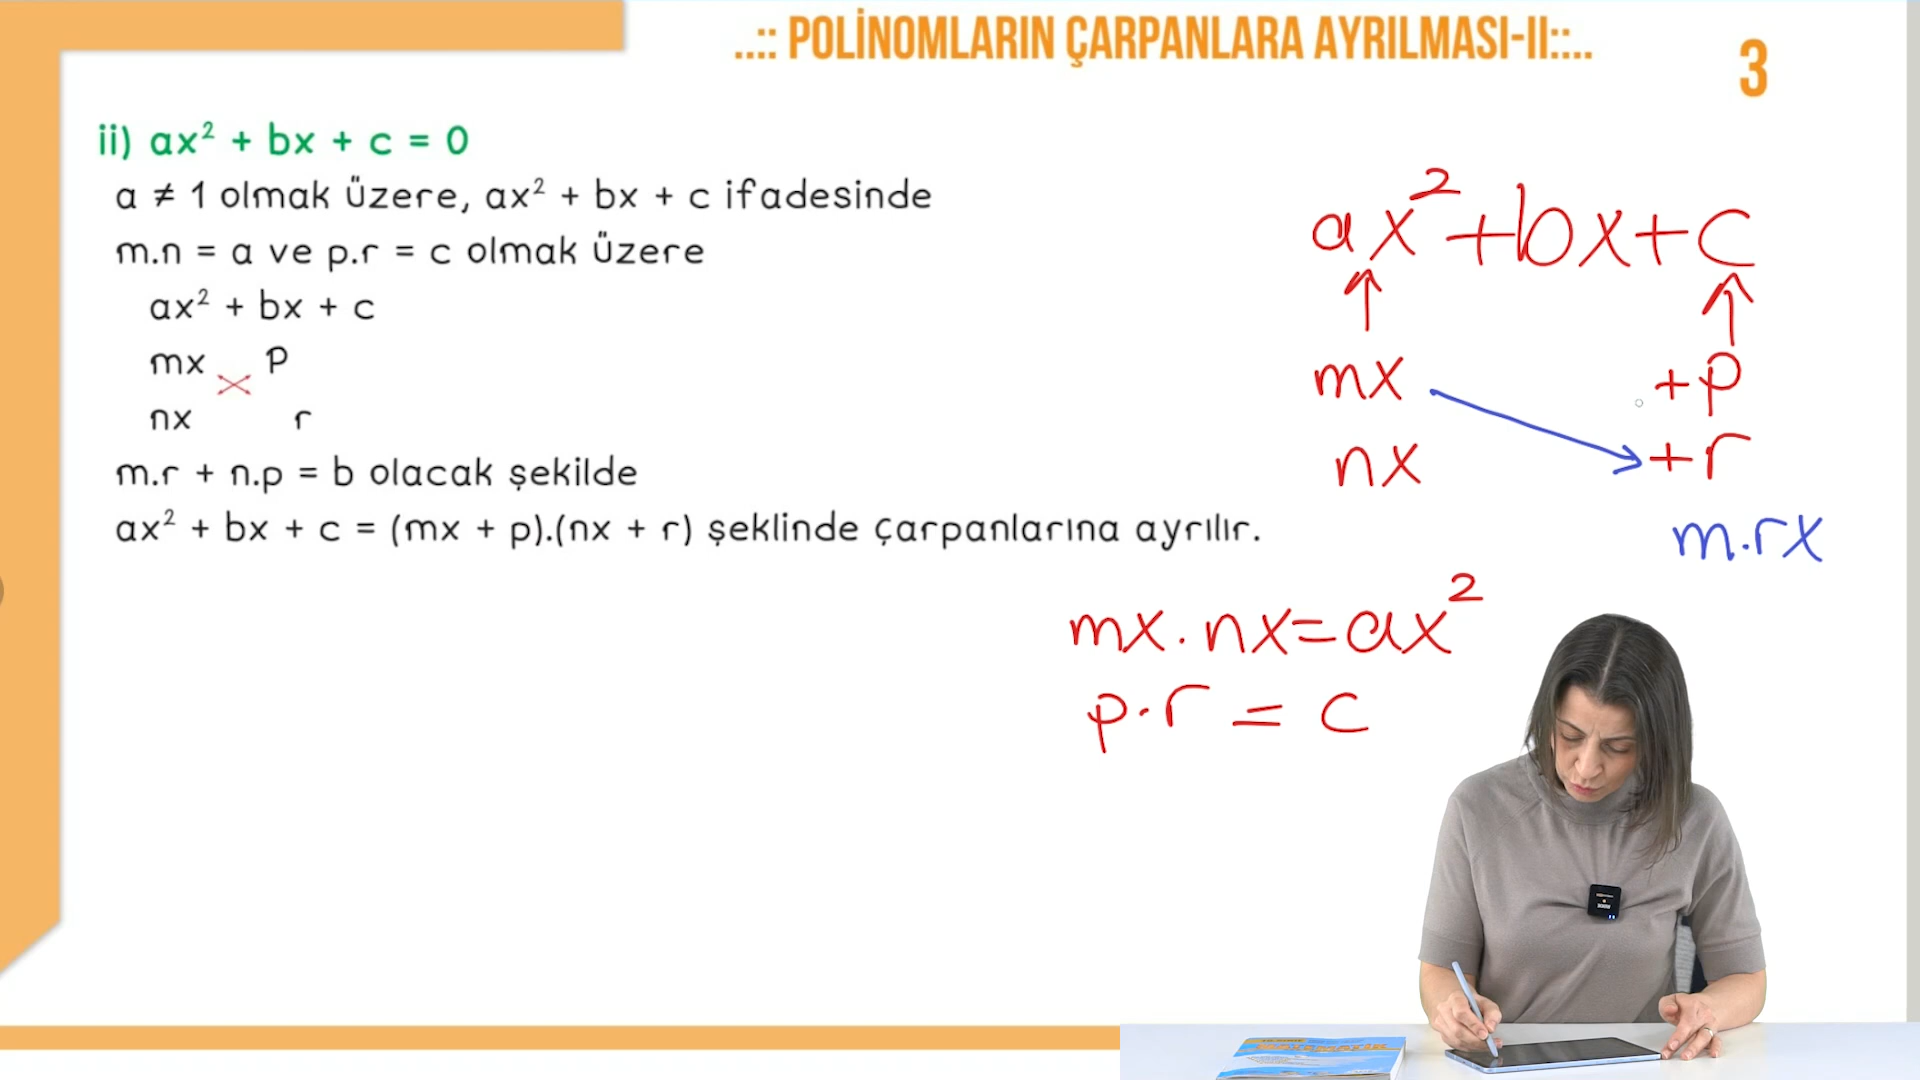 ..:: POLİNOMLARIN ÇARPANLARA AYRILMASI-II::..
3
ii) ax² + bx + c = 0
a ≠ 1 olmak üzere, ax² + bx + c ifadesinde
m.n = a ve p.r = c olmak üzere
ax² + bx + c
mx p
nx r
m.r + n.p = b olacak şekilde
ax² + bx + c = (mx + p).(nx + r) şeklinde çarpanlarına ayrılır.
ax²+bx+c
mx +p
nx +r
m.rx
mx.nx=ax²
p.r = c